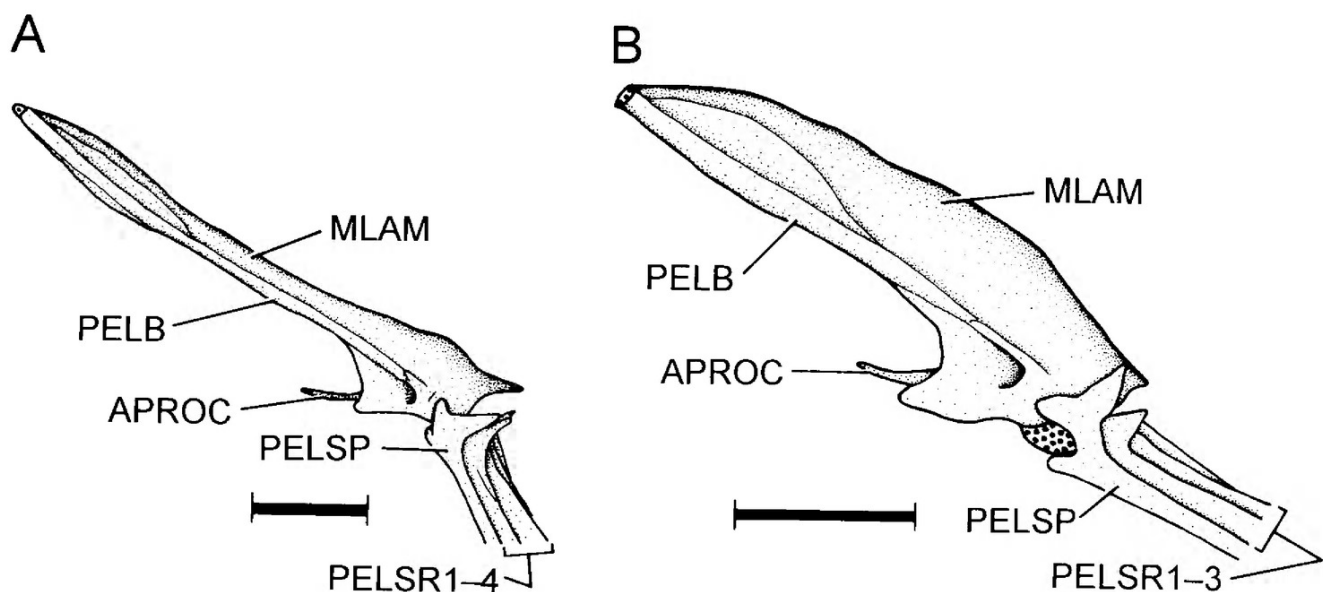 A
MLAM
PELB
APROC
PELSP
PELSR1–4
B
MLAM
PELB
APROC
PELSP
PELSR1–3